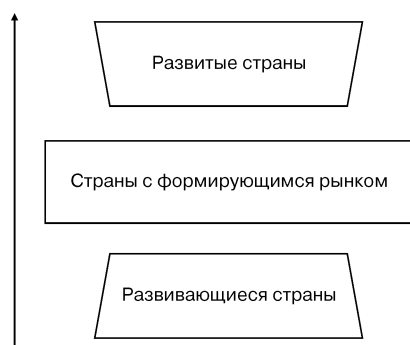 Развитые страны
Страны с формирующимся рынком
Развивающиеся страны